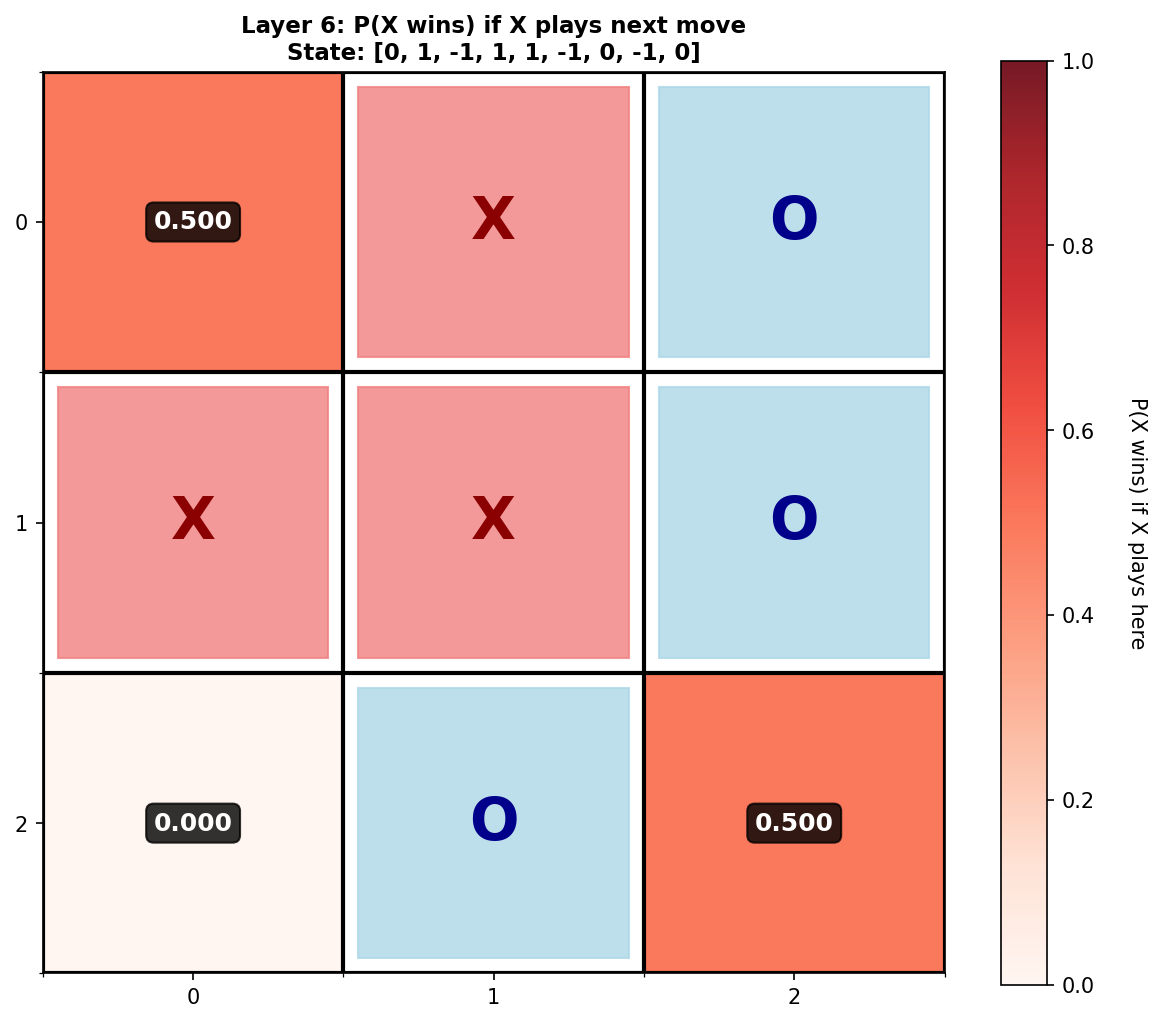 Layer 6: P(X wins) if X plays next move
State: [0, 1, -1, 1, 1, -1, 0, -1, 0]
0
0.500
X
O
1
X
X
O
2
0.000
O
0.500
0
1
2
1.0
0.8
0.6
0.4
0.2
0.0
P(X wins) if X plays here